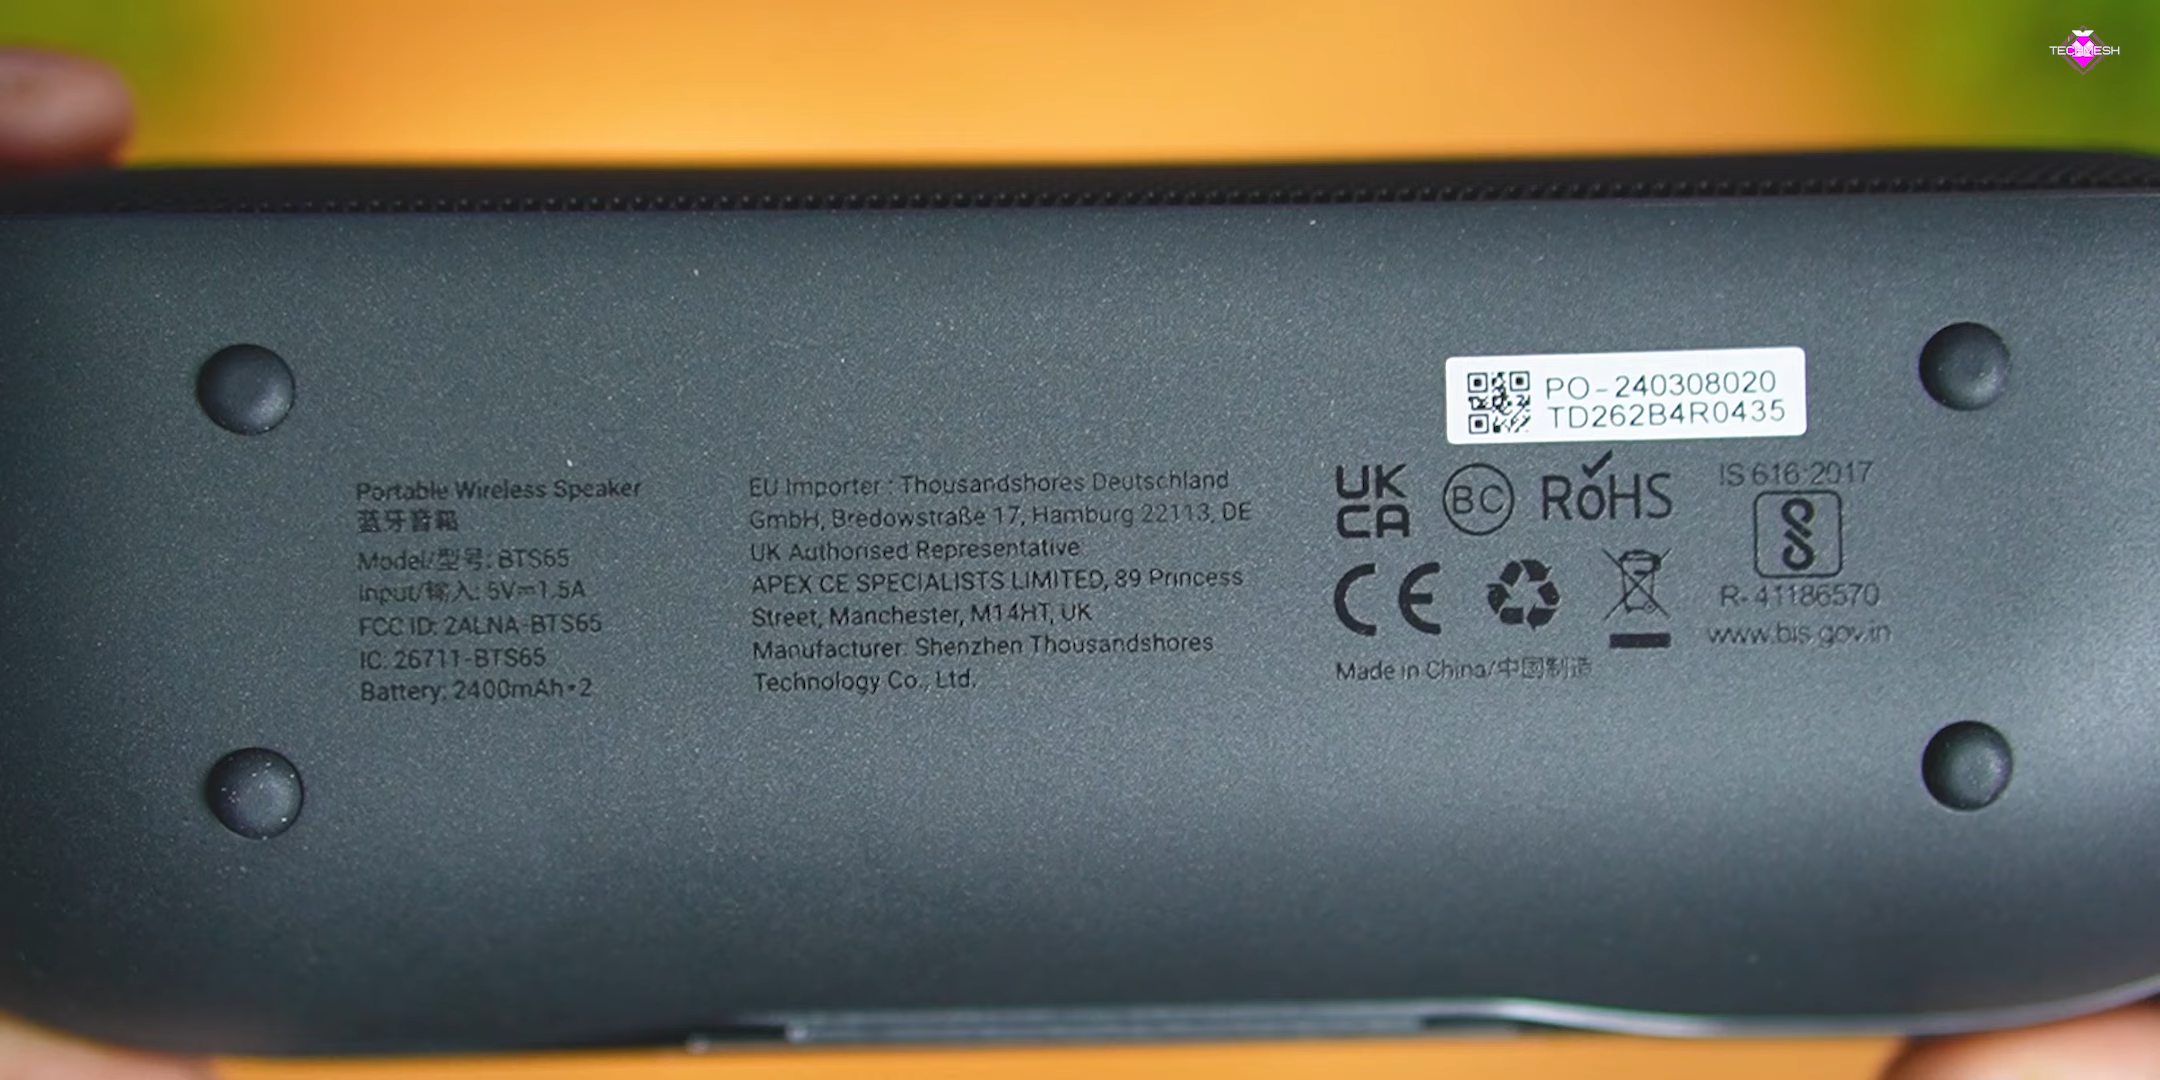 TECHMESH
PO-240308020
TD262B4R0435
Portable Wireless Speaker
蓝牙音箱
Model/型号: BTS65
Input/输入: 5V⎓1.5A
FCC ID: 2ALNA-BTS65
IC: 26711-BTS65
Battery: 2400mAh*2
EU Importer : Thousandshores Deutschland
GmbH, Bredowstraße 17, Hamburg 22113, DE
UK Authorised Representative
APEX CE SPECIALISTS LIMITED, 89 Princess
Street, Manchester, M14HT, UK
Manufacturer: Shenzhen Thousandshores
Technology Co., Ltd.
UK
CA
BC
RoHS
CE
Made in China/中国制造
IS 616:2017
R- 41186570
www.bis.gov.in